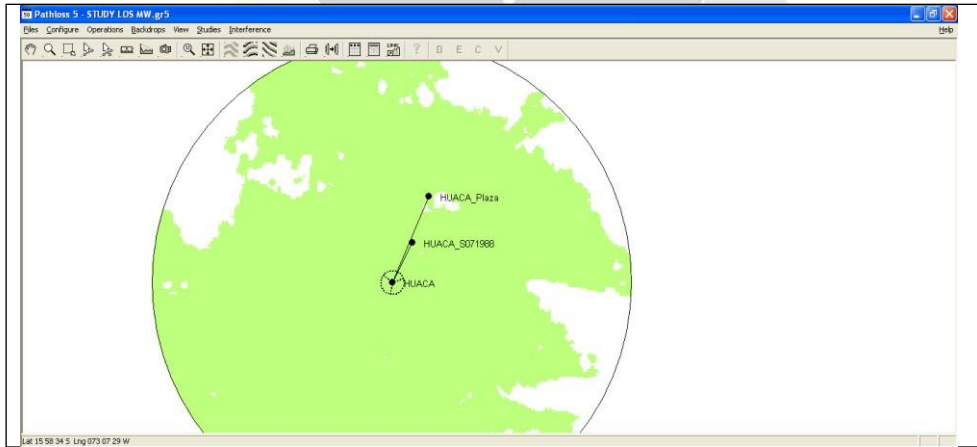 Pathloss 5 - STUDY LOS MW.gr5
Files Configure Operations Backdrops View Studies Interference Help
? B E C V
HUACA_Plaza
HUACA_S071988
HUACA
Lat 15 58 34 S Lng 073 07 29 W